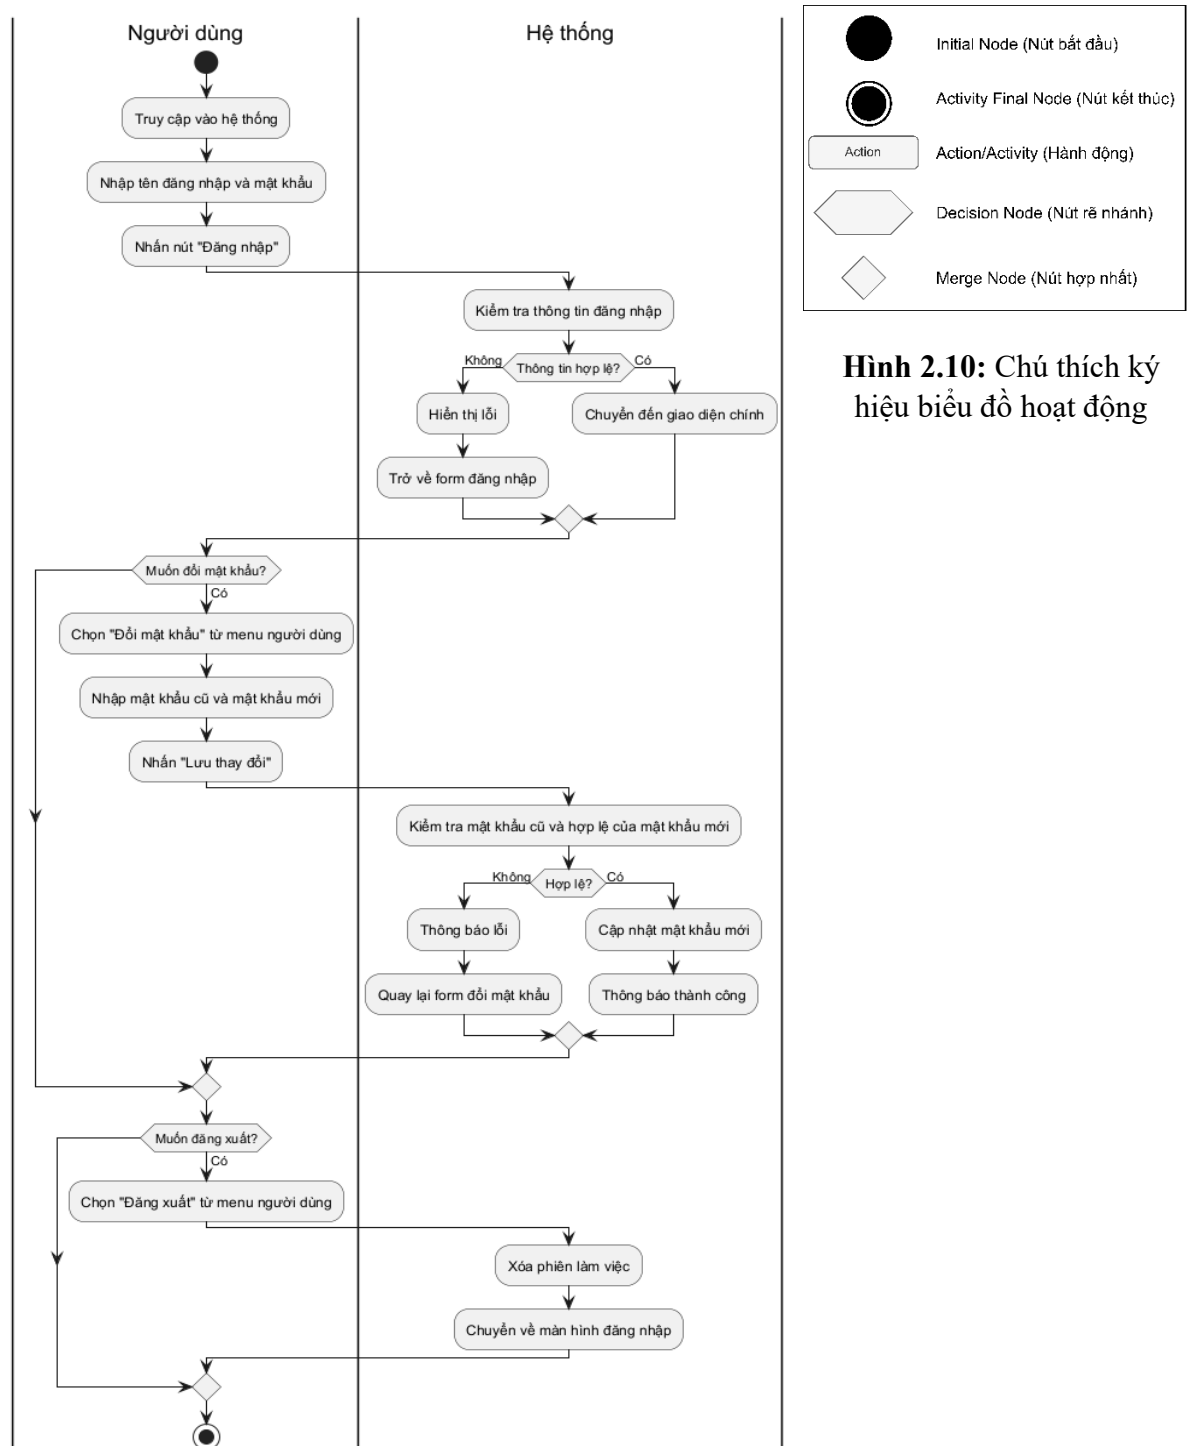 Người dùng
Hệ thống
Truy cập vào hệ thống
Nhập tên đăng nhập và mật khẩu
Nhấn nút "Đăng nhập"
Kiểm tra thông tin đăng nhập
Không
Thông tin hợp lệ?
Có
Hiển thị lỗi
Chuyển đến giao diện chính
Trở về form đăng nhập
Muốn đổi mật khẩu?
Có
Chọn "Đổi mật khẩu" từ menu người dùng
Nhập mật khẩu cũ và mật khẩu mới
Nhấn "Lưu thay đổi"
Kiểm tra mật khẩu cũ và hợp lệ của mật khẩu mới
Không
Hợp lệ?
Có
Thông báo lỗi
Cập nhật mật khẩu mới
Quay lại form đổi mật khẩu
Thông báo thành công
Muốn đăng xuất?
Có
Chọn "Đăng xuất" từ menu người dùng
Xóa phiên làm việc
Chuyển về màn hình đăng nhập
Initial Node (Nút bắt đầu)
Activity Final Node (Nút kết thúc)
Action
Action/Activity (Hành động)
Decision Node (Nút rẽ nhánh)
Merge Node (Nút hợp nhất)
Hình 2.10: Chú thích ký
hiệu biểu đồ hoạt động